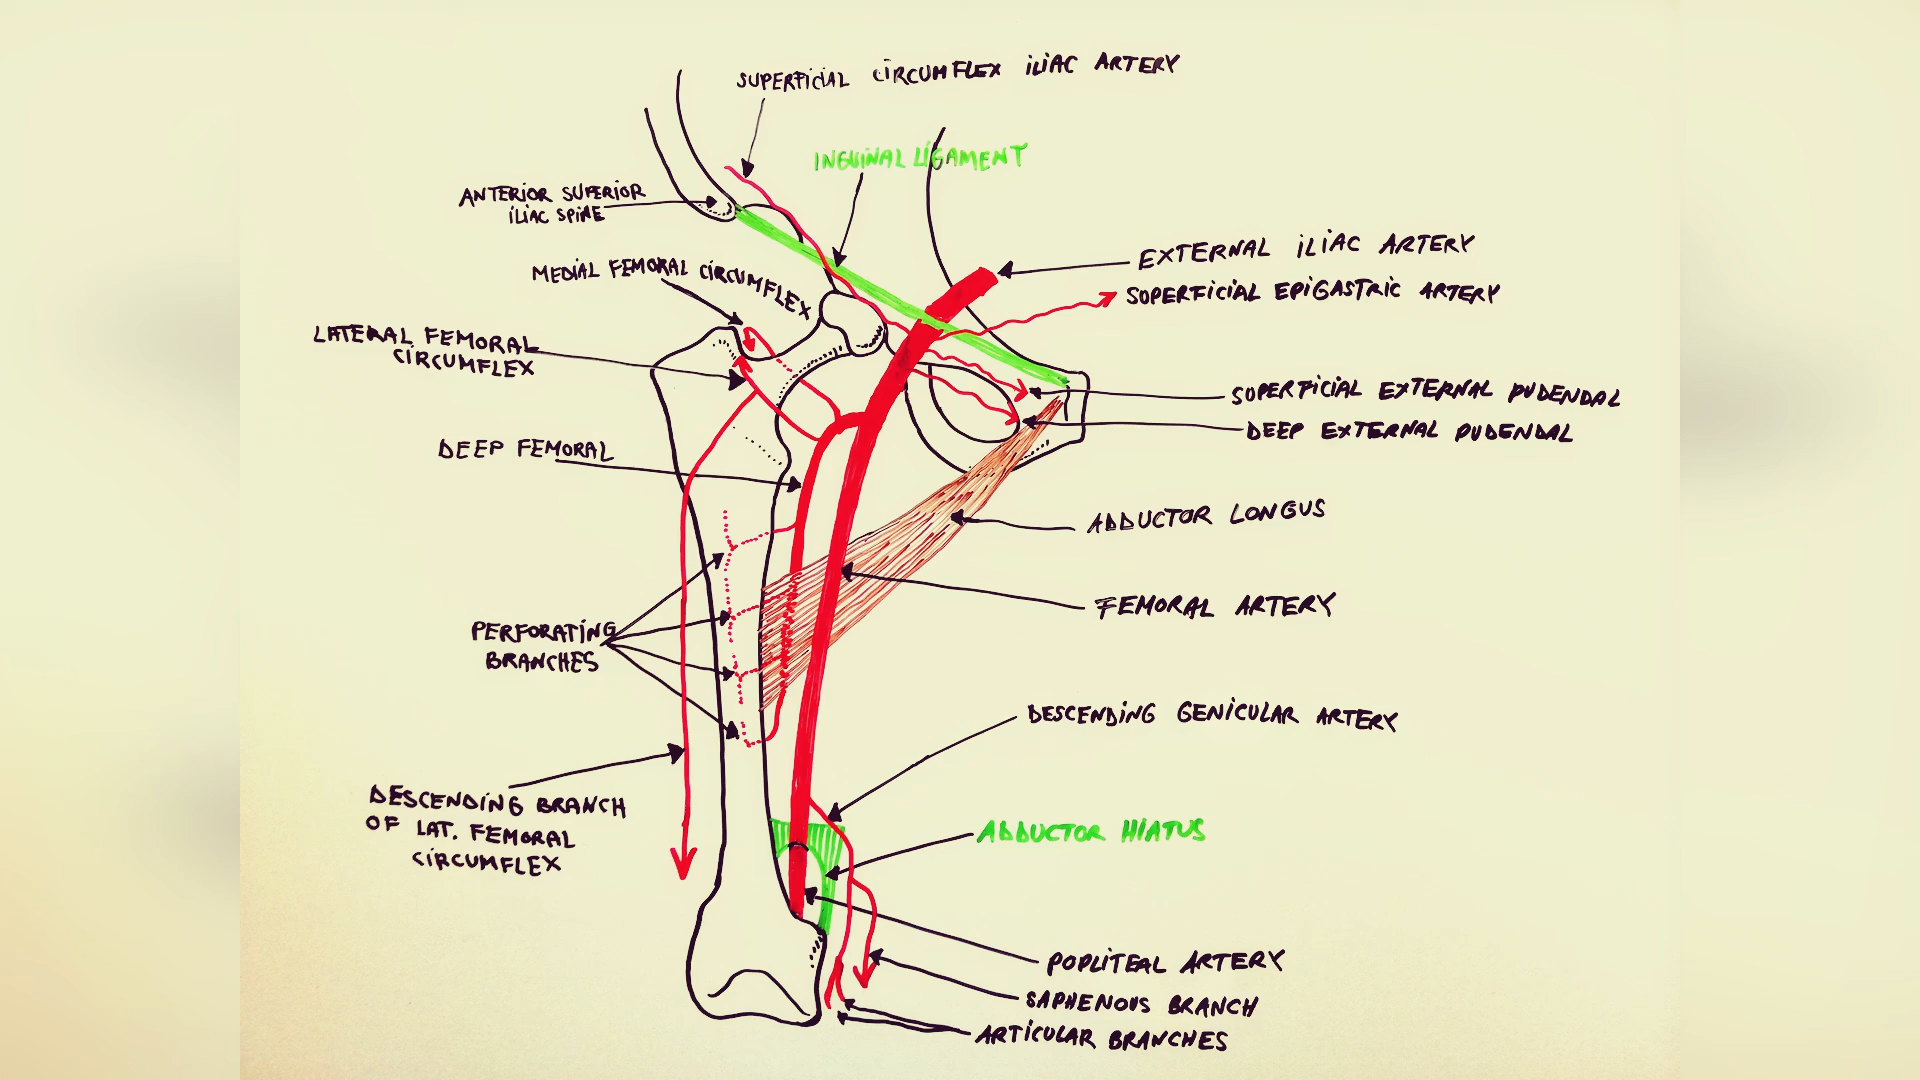 SUPERFICIAL CIRCUMFLEX ILIAC ARTERY
INGUINAL LIGAMENT
ANTERIOR SUPERIOR
ILIAC SPINE
EXTERNAL ILIAC ARTERY
MEDIAL FEMORAL CIRCUMFLEX
SUPERFICIAL EPIGASTRIC ARTERY
LATERAL FEMORAL
CIRCUMFLEX
SUPERFICIAL EXTERNAL PUDENDAL
DEEP EXTERNAL PUDENDAL
DEEP FEMORAL
ADDUCTOR LONGUS
FEMORAL ARTERY
PERFORATING
BRANCHES
DESCENDING GENICULAR ARTERY
DESCENDING BRANCH
OF LAT. FEMORAL
CIRCUMFLEX
ADDUCTOR HIATUS
POPLITEAL ARTERY
SAPHENOUS BRANCH
ARTICULAR BRANCHES